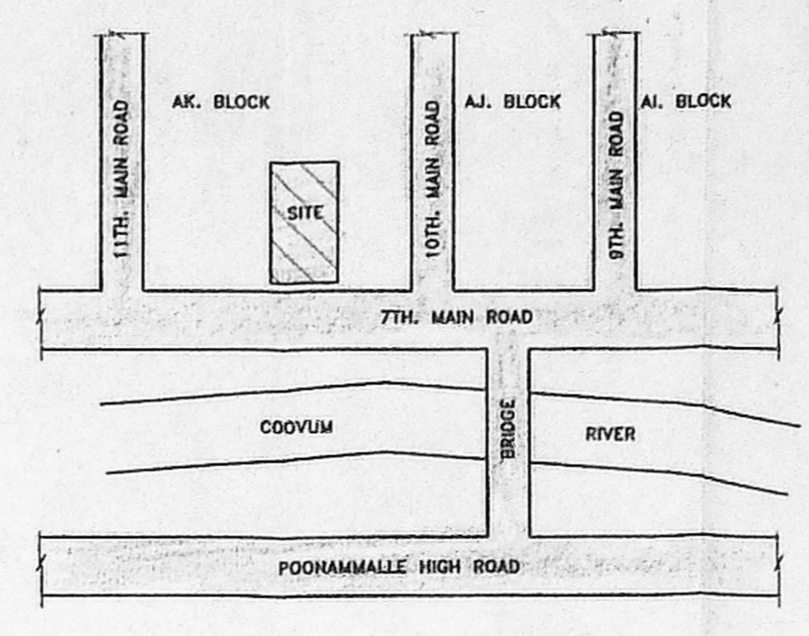 AK. BLOCK
AJ. BLOCK
AI. BLOCK
11TH. MAIN ROAD
10TH. MAIN ROAD
9TH. MAIN ROAD
SITE
7TH. MAIN ROAD
COOVUM
BRIDGE
RIVER
POONAMMALLE HIGH ROAD